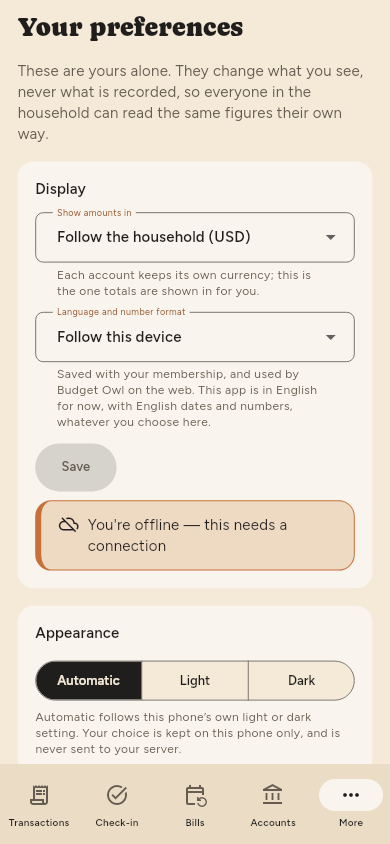 Your preferences
These are yours alone. They change what you see,
never what is recorded, so everyone in the
household can read the same figures their own
way.
Display
Show amounts in
Follow the household (USD)
Each account keeps its own currency; this is
the one totals are shown in for you.
Language and number format
Follow this device
Saved with your membership, and used by
Budget Owl on the web. This app is in English
for now, with English dates and numbers,
whatever you choose here.
Save
You're offline — this needs a
connection
Appearance
Automatic
Light
Dark
Automatic follows this phone's own light or dark
setting. Your choice is kept on this phone only, and is
never sent to your server.
Transactions
Check-in
Bills
Accounts
More